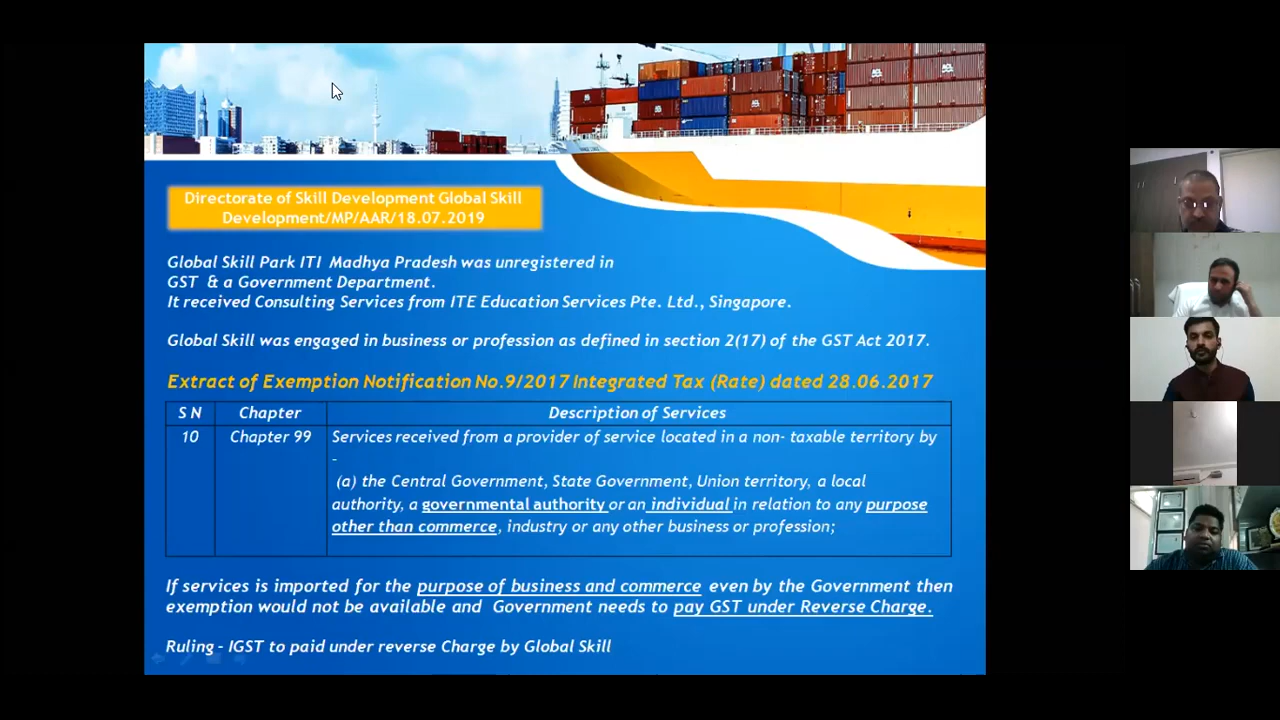 Directorate of Skill Development Global Skill
Development/MP/AAR/18.07.2019
Global Skill Park ITI Madhya Pradesh was unregistered in
GST & a Government Department.
It received Consulting Services from ITE Education Services Pte. Ltd., Singapore.
Global Skill was engaged in business or profession as defined in section 2(17) of the GST Act 2017.
Extract of Exemption Notification No.9/2017 Integrated Tax (Rate) dated 28.06.2017
S N Chapter Description of Services
10 Chapter 99 Services received from a provider of service located in a non- taxable territory by
-
(a) the Central Government, State Government, Union territory, a local
authority, a governmental authority or an individual in relation to any purpose
other than commerce, industry or any other business or profession;
If services is imported for the purpose of business and commerce even by the Government then
exemption would not be available and Government needs to pay GST under Reverse Charge.
Ruling - IGST to paid under reverse Charge by Global Skill